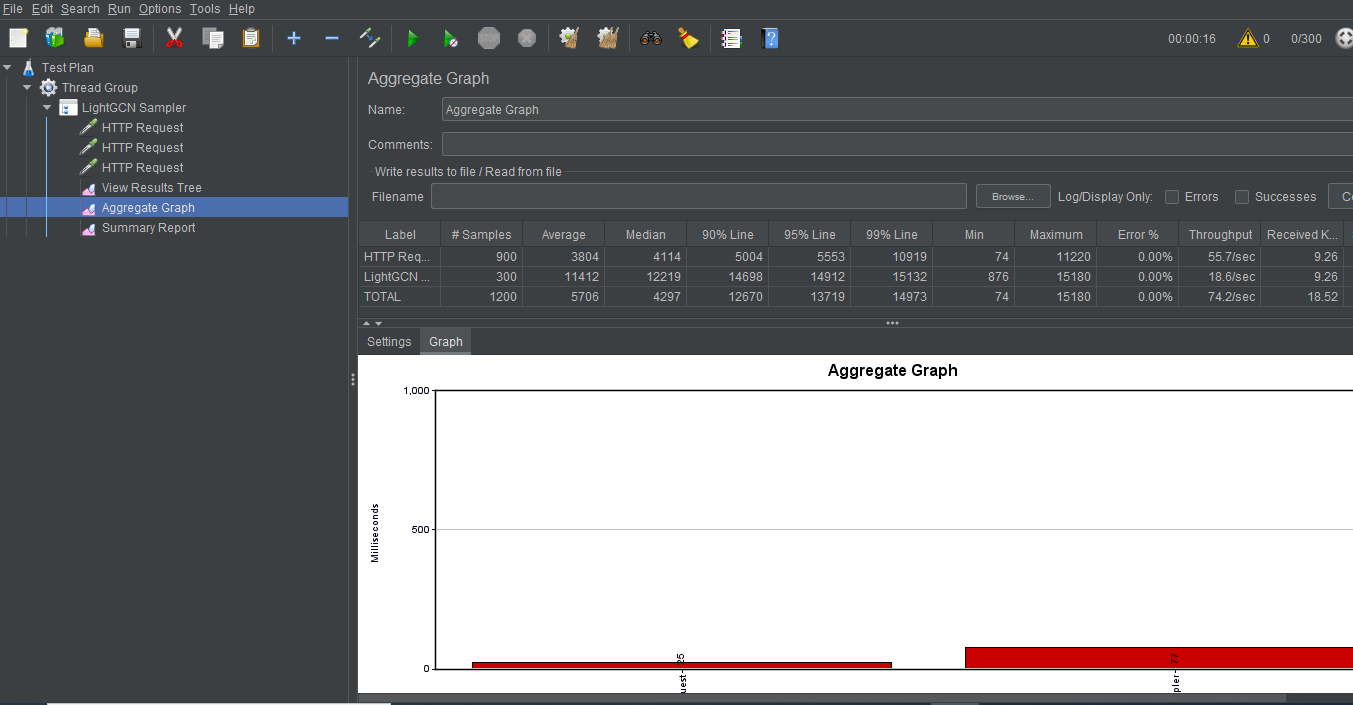 File Edit Search Run Options Tools Help
STOP
00:00:16 0 0/300
Test Plan
Thread Group
LightGCN Sampler
HTTP Request
HTTP Request
HTTP Request
View Results Tree
Aggregate Graph
Summary Report
Aggregate Graph
Name: Aggregate Graph
Comments:
Write results to file / Read from file
Filename Browse... Log/Display Only: Errors Successes Co
Label # Samples Average Median 90% Line 95% Line 99% Line Min Maximum Error % Throughput Received K...
HTTP Req... 900 3804 4114 5004 5553 10919 74 11220 0.00% 55.7/sec 9.26
LightGCN ... 300 11412 12219 14698 14912 15132 876 15180 0.00% 18.6/sec 9.26
TOTAL 1200 5706 4297 12670 13719 14973 74 15180 0.00% 74.2/sec 18.52
Settings Graph
Aggregate Graph
1,000
500
0
Milliseconds
uest- 25
pler- 77